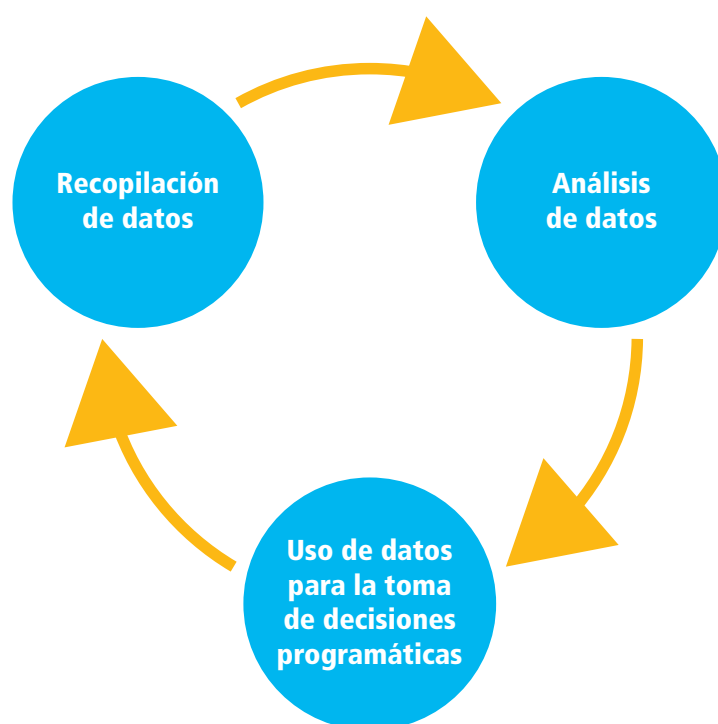 Recopilación
de datos
Análisis
de datos
Uso de datos
para la toma
de decisiones
programáticas